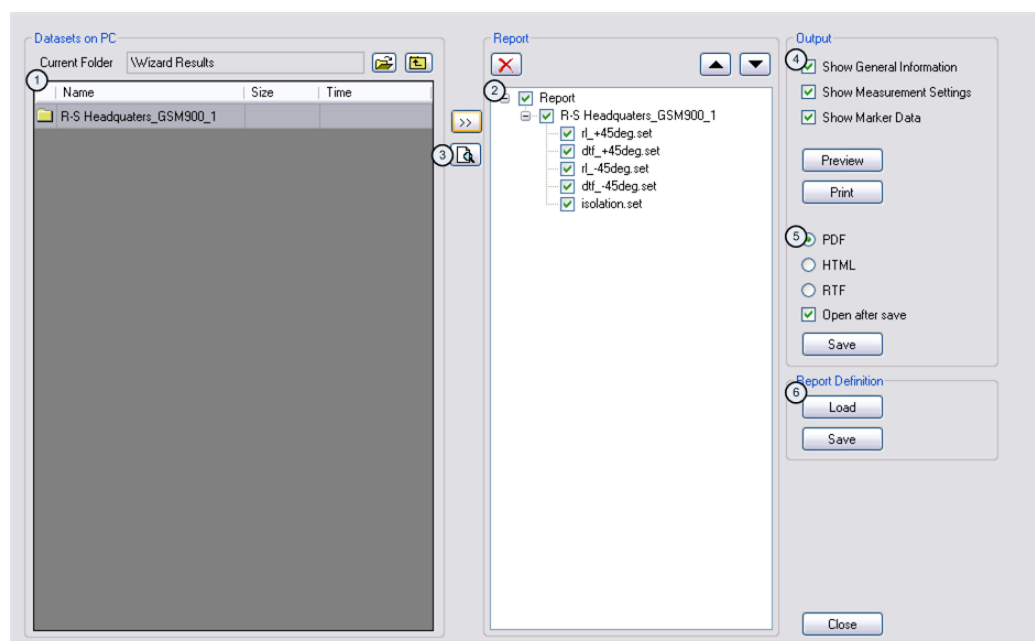 Datasets on PC
Current Folder \Wizard Results
1
Name Size Time
R-S Headquaters_GSM900_1
>>
3
Report
2
Report
R-S Headquaters_GSM900_1
rl_+45deg.set
dtf_+45deg.set
rl_-45deg.set
dtf_-45deg.set
isolation.set
Output
4
Show General Information
Show Measurement Settings
Show Marker Data
Preview
Print
5
PDF
HTML
RTF
Open after save
Save
Report Definition
6
Load
Save
Close